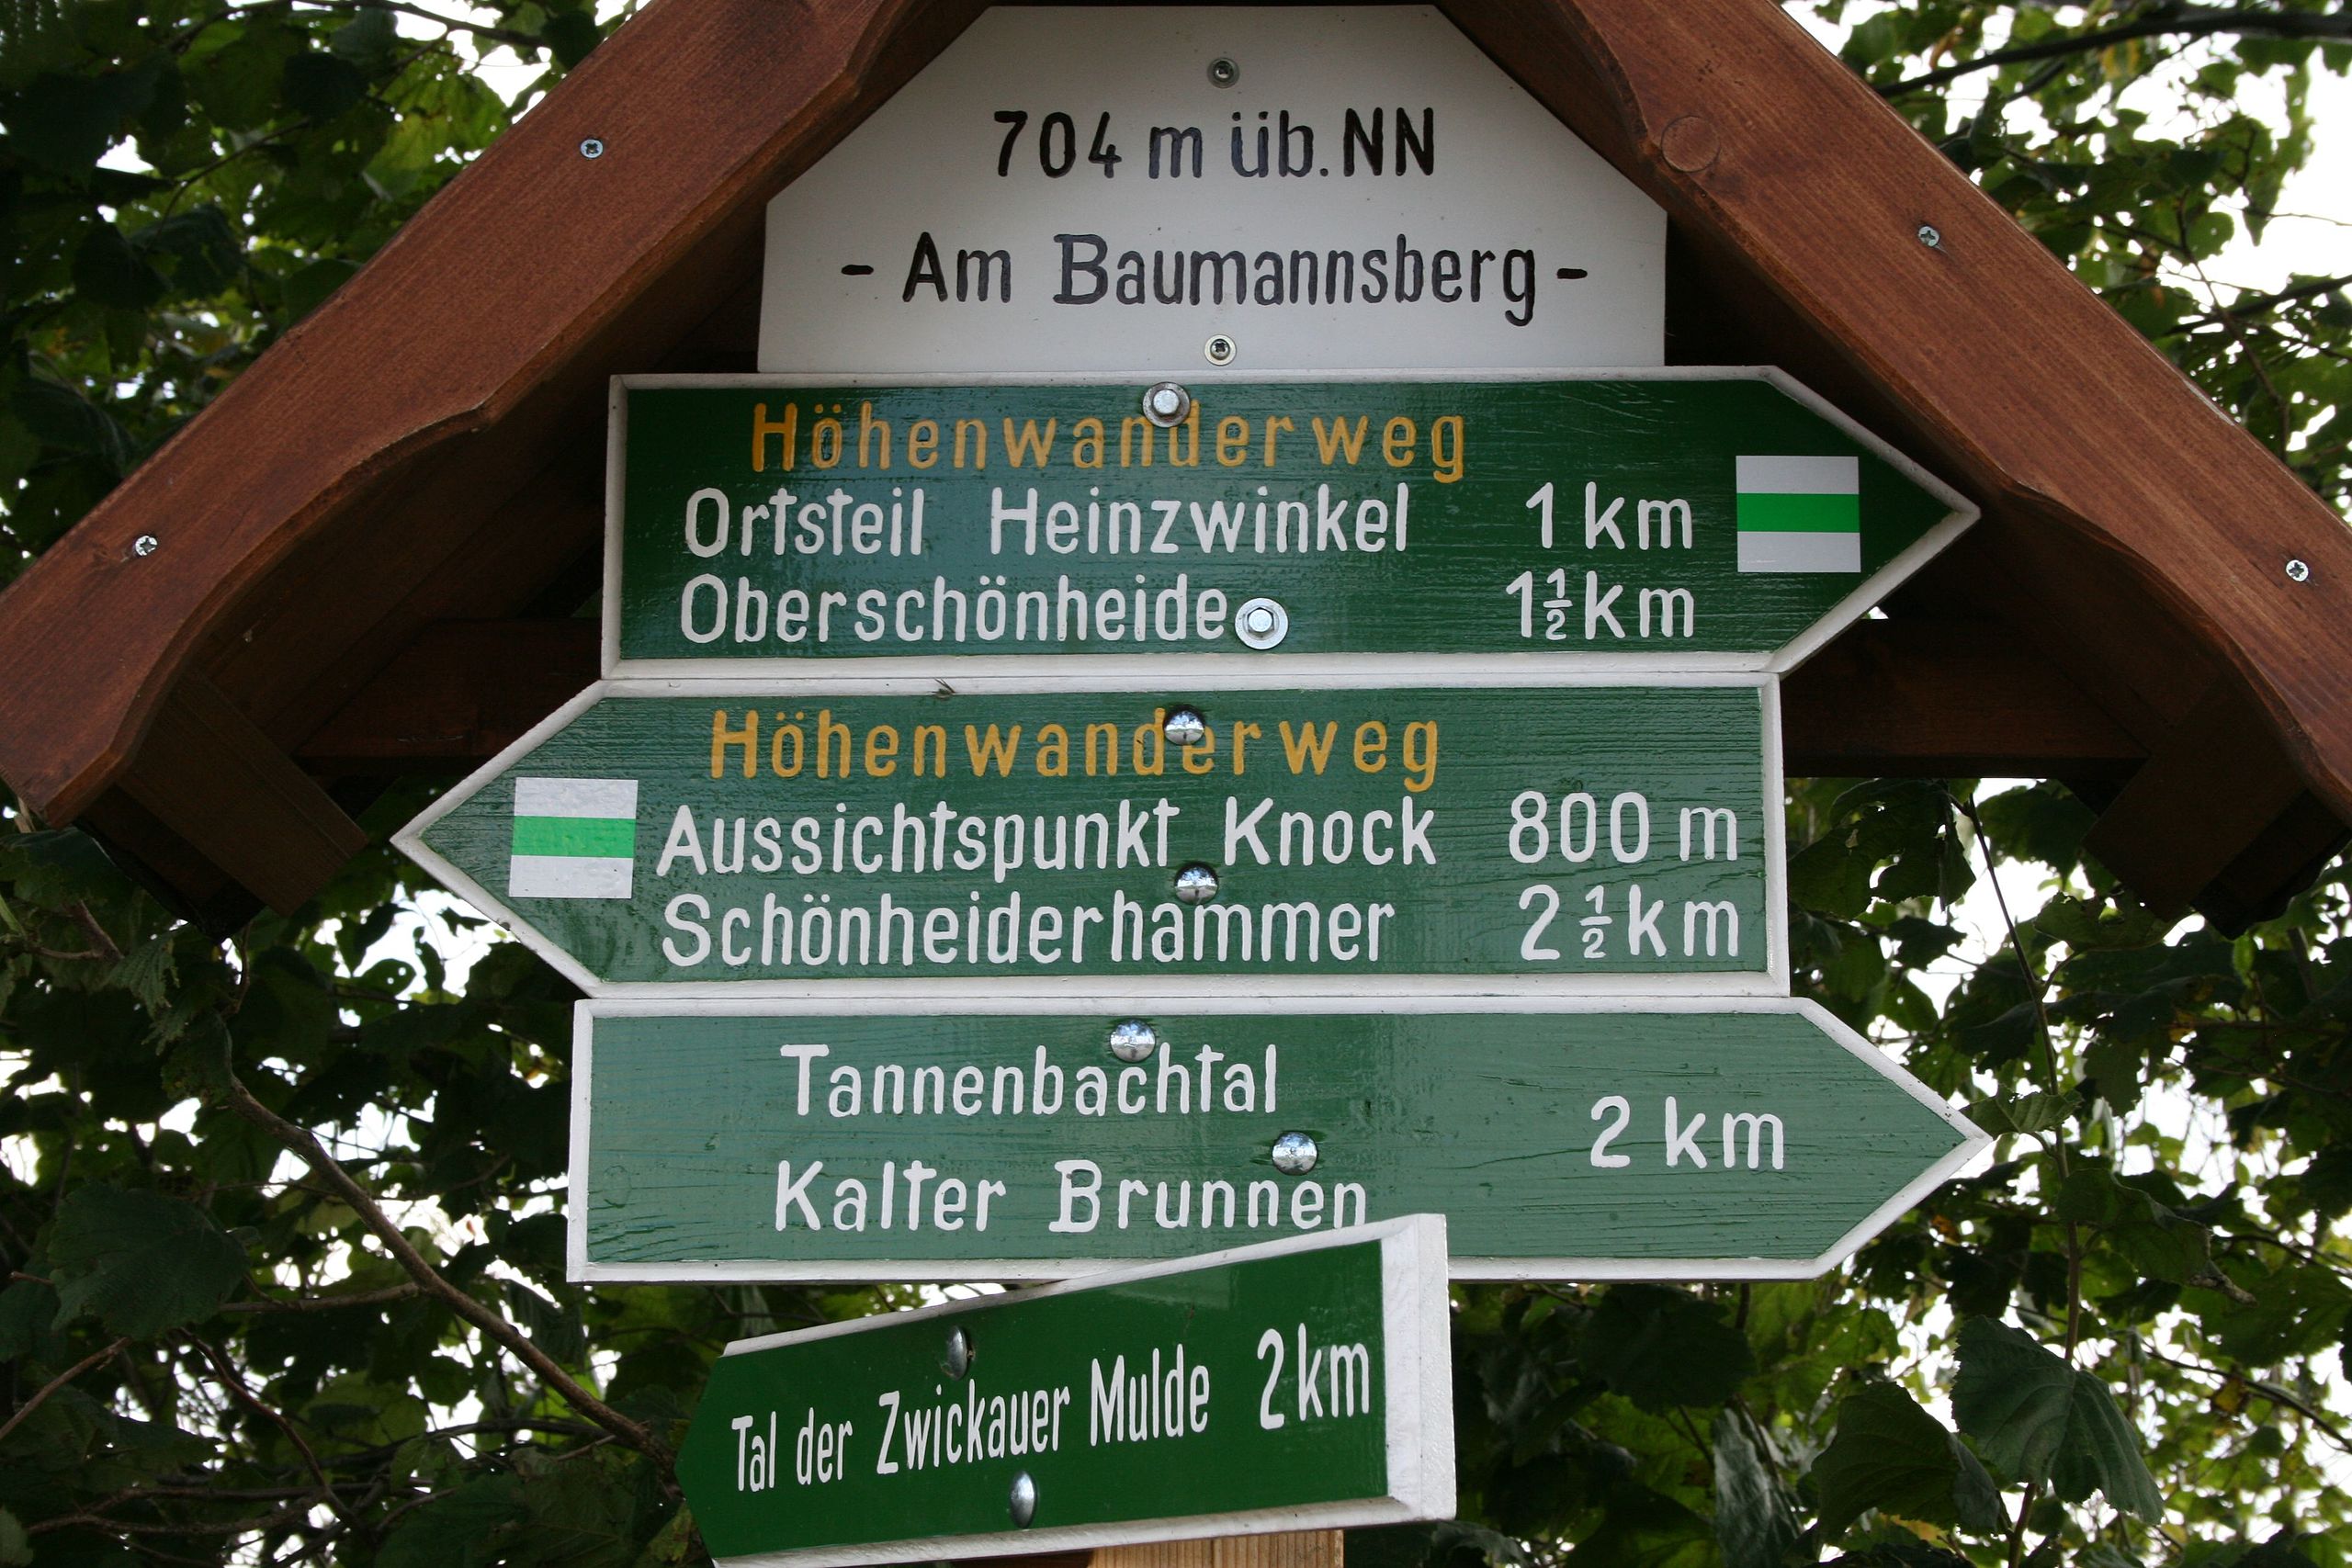 704 m üb. NN
- Am Baumannsberg -
Höhenwanderweg
Ortsteil Heinzwinkel 1 km
Oberschönheide 1½ km
Höhenwanderweg
Aussichtspunkt Knock 800 m
Schönheiderhammer 2½ km
Tannenbachtal
2 km
Kalter Brunnen
Tal der Zwickauer Mulde 2 km